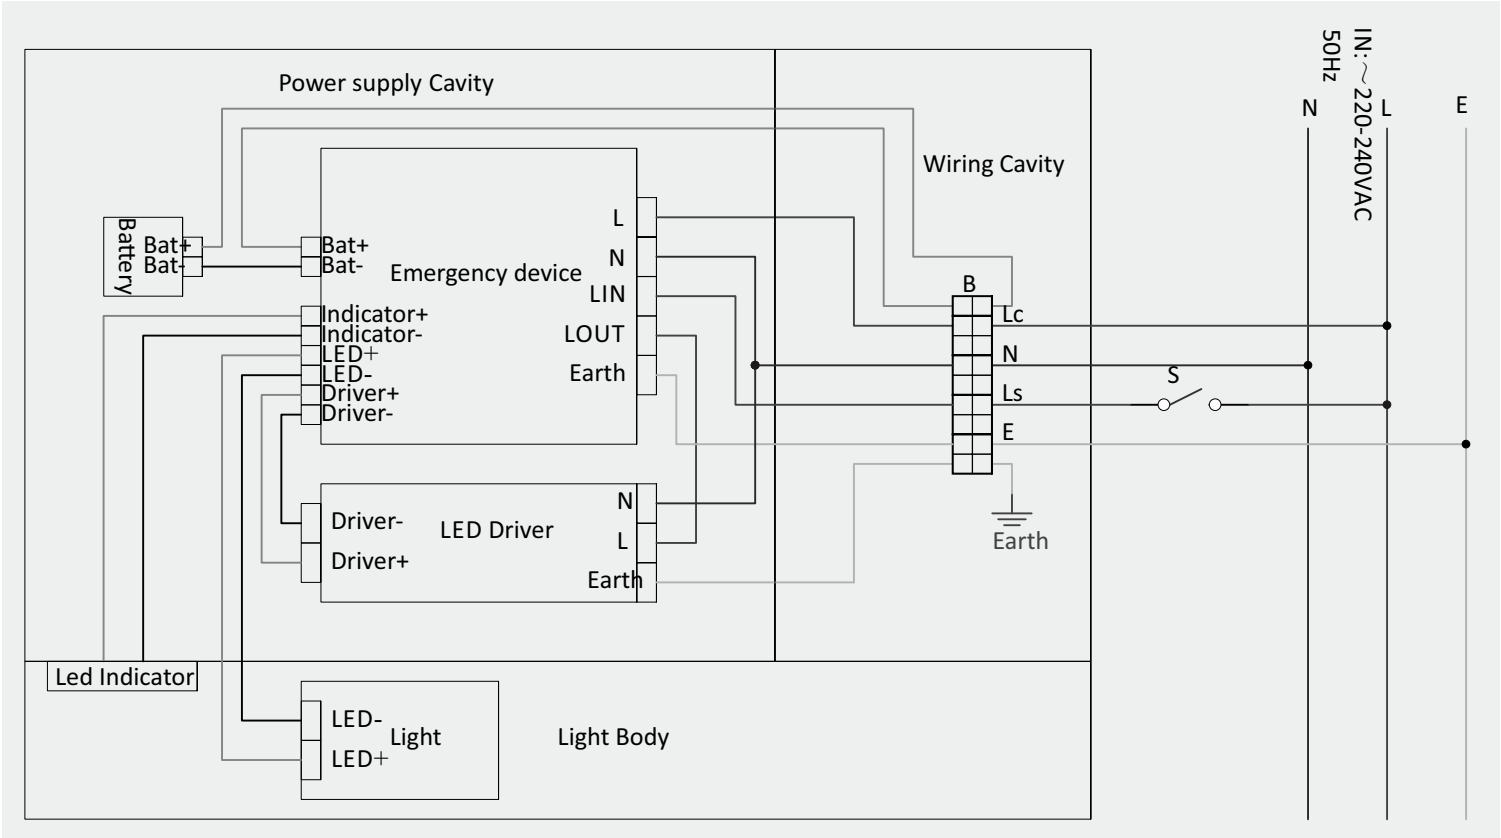 IN:～220-240VAC
50Hz
N
L
E
Power supply Cavity
Wiring Cavity
Battery
Bat+
Bat-
Bat+
Bat-
Indicator+
Indicator-
LED+
LED-
Driver+
Driver-
Emergency device
L
N
LIN
LOUT
Earth
B
Lc
N
Ls
E
S
Earth
Driver-
Driver+
LED Driver
N
L
Earth
Led Indicator
LED-
LED+
Light
Light Body